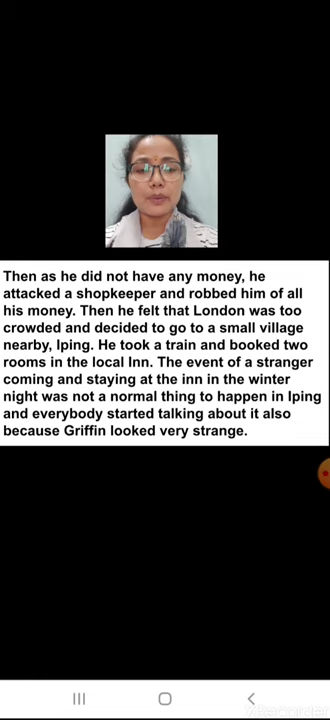 Then as he did not have any money, he
attacked a shopkeeper and robbed him of all
his money. Then he felt that London was too
crowded and decided to go to a small village
nearby, Iping. He took a train and booked two
rooms in the local Inn. The event of a stranger
coming and staying at the inn in the winter
night was not a normal thing to happen in Iping
and everybody started talking about it also
because Griffin looked very strange.
XRecorder